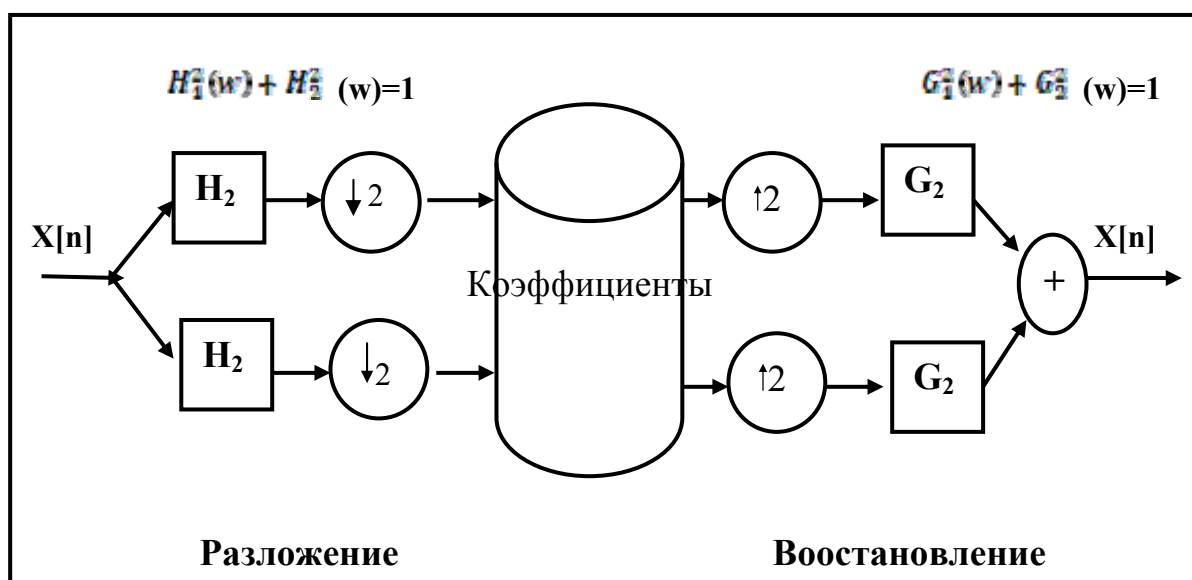 H₁²(w) + H₂² (w)=1
G₁²(w) + G₂² (w)=1
H₂
↓2
↑2
G₂
X[n]
X[n]
Коэффициенты
+
H₂
↓2
↑2
G₂
Разложение
Воостановление